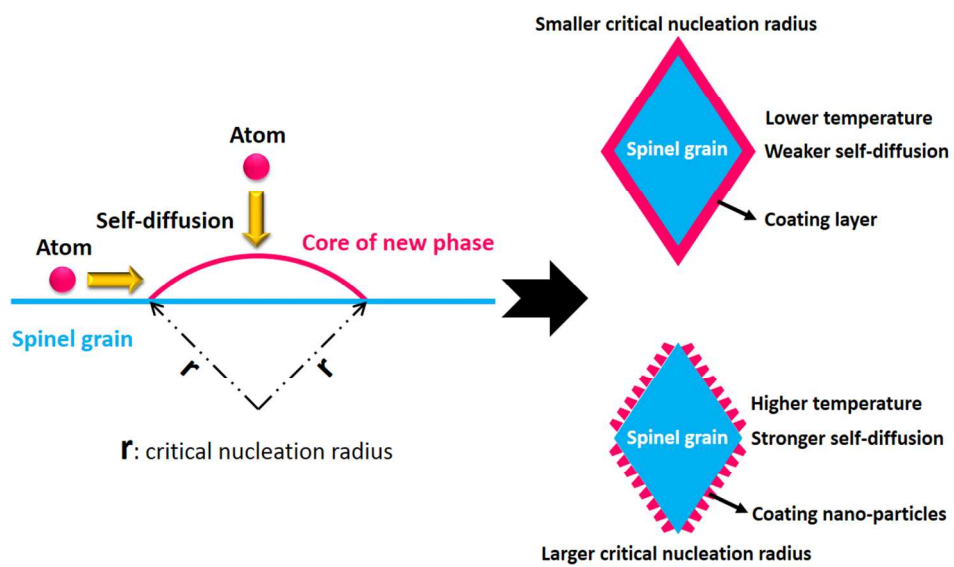 Atom
Self-diffusion
Atom
Core of new phase
Spinel grain
r
r
r: critical nucleation radius
Smaller critical nucleation radius
Spinel grain
Lower temperature
Weaker self-diffusion
Coating layer
Spinel grain
Higher temperature
Stronger self-diffusion
Coating nano-particles
Larger critical nucleation radius